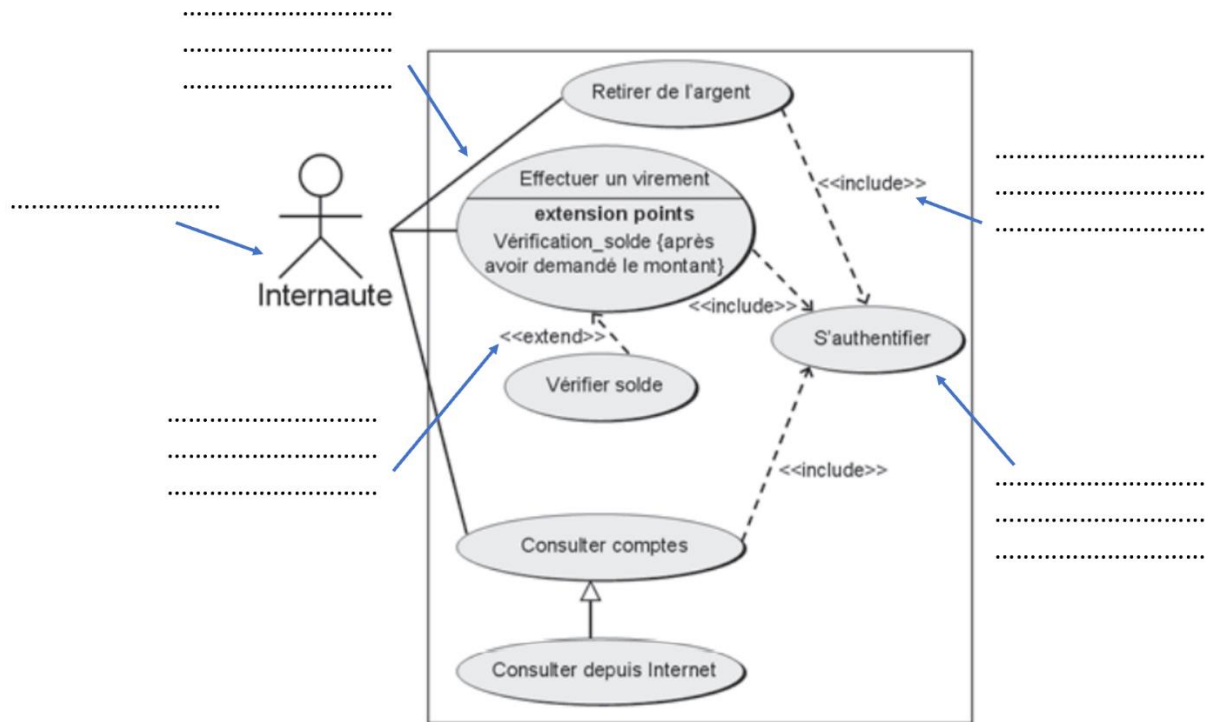 ................................
................................
................................
Retirer de l'argent
Effectuer un virement
extension points
Vérification_solde {après
avoir demandé le montant}
<<include>>
................................
................................
................................
................................
Internaute
<<include>>
<<extend>>
S'authentifier
Vérifier solde
................................
................................
................................
<<include>>
................................
................................
................................
Consulter comptes
Consulter depuis Internet